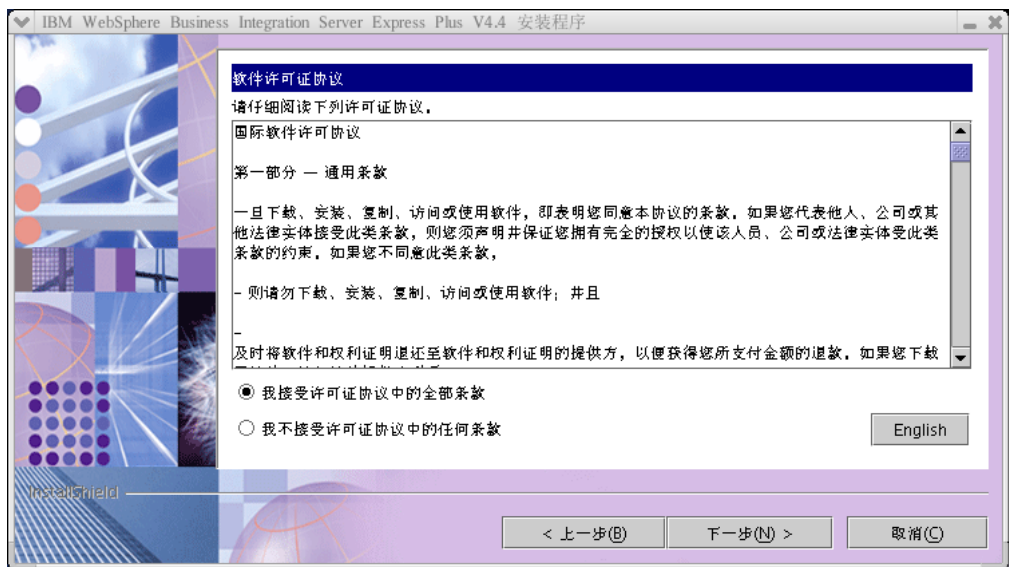 IBM WebSphere Business Integration Server Express Plus V4.4 安装程序
软件许可证协议
请仔细阅读下列许可证协议。
国际软件许可协议
第一部分 — 通用条款
一旦下载、安装、复制、访问或使用软件，即表明您同意本协议的条款。如果您代表他人、公司或其
他法律实体接受此类条款，则您须声明并保证您拥有完全的授权以使该人员、公司或法律实体受此类
条款的约束。如果您不同意此类条款，
- 则请勿下载、安装、复制、访问或使用软件；并且
-
及时将软件和权利证明退还至软件和权利证明的提供方，以便获得您所支付金额的退款。如果您下载
我接受许可证协议中的全部条款
我不接受许可证协议中的任何条款
English
InstallShield
< 上一步(B)
下一步(N) >
取消(C)